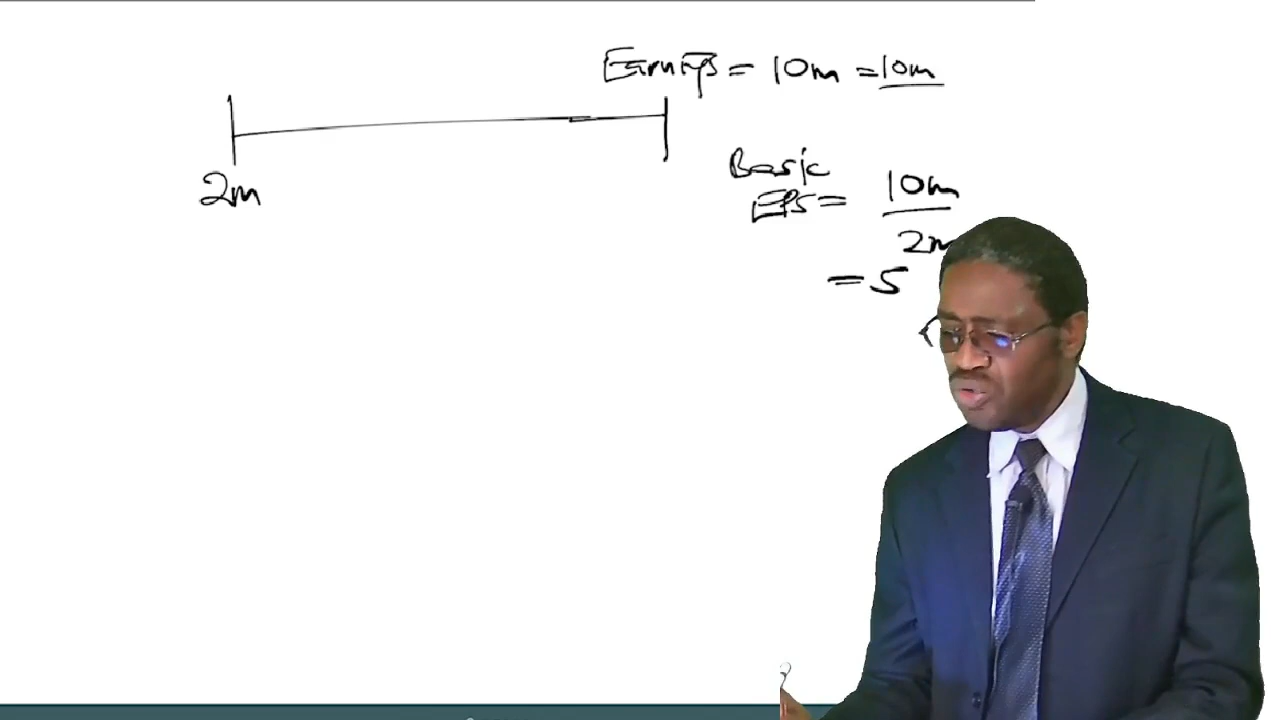 Earnings = 10m = 10m
2m
Basic
EPS = 10m
2m
= 5